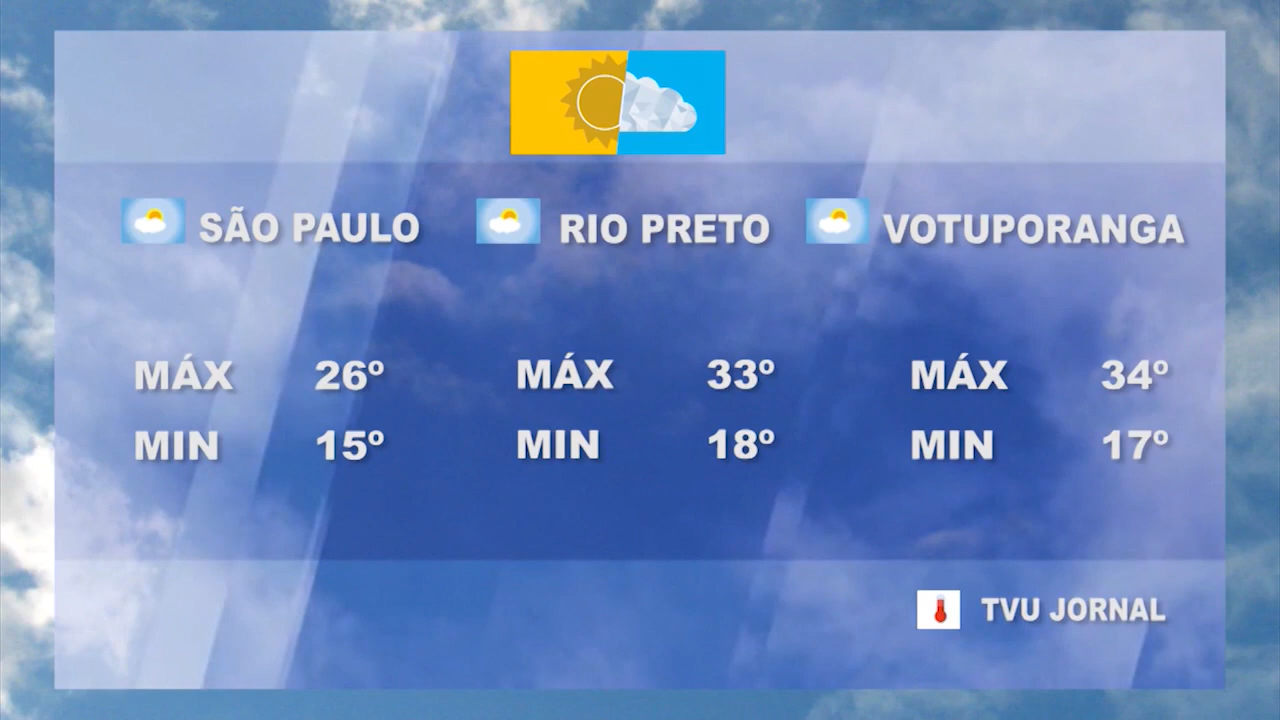 SÃO PAULO
RIO PRETO
VOTUPORANGA
MÁX 26º
MIN 15º
MÁX 33º
MIN 18º
MÁX 34º
MIN 17º
TVU JORNAL